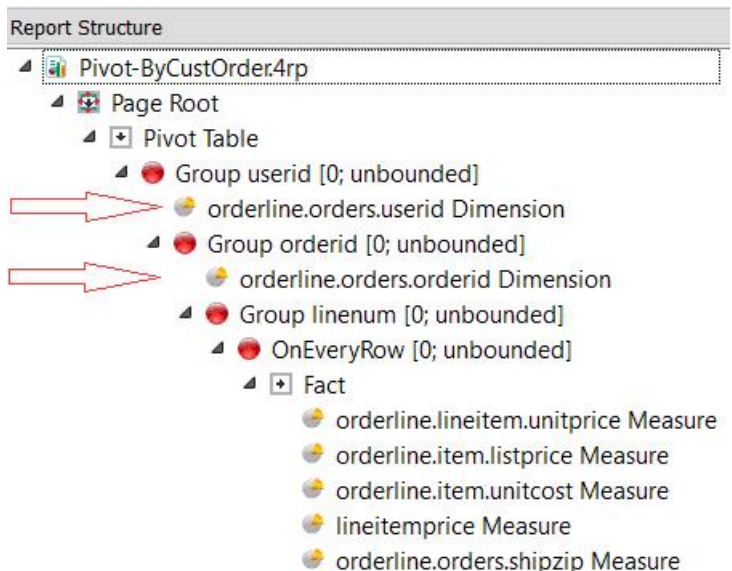 Report Structure
Pivot-ByCustOrder.4rp
Page Root
Pivot Table
Group userid [0; unbounded]
orderline.orders.userid Dimension
Group orderid [0; unbounded]
orderline.orders.orderid Dimension
Group linenum [0; unbounded]
OnEveryRow [0; unbounded]
Fact
orderline.lineitem.unitprice Measure
orderline.item.listprice Measure
orderline.item.unitcost Measure
lineitemprice Measure
orderline.orders.shipzip Measure